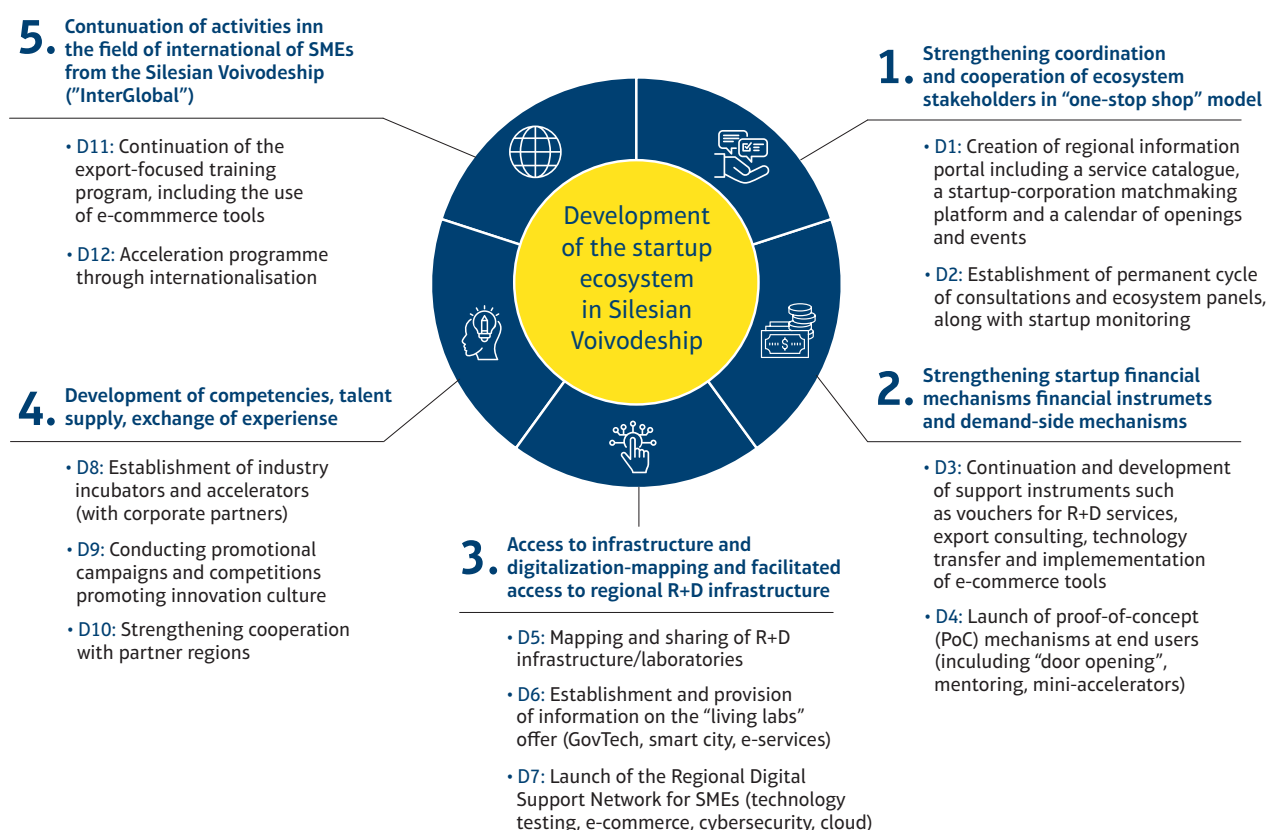 Development
of the startup
ecosystem
in Silesian
Voivodeship
1. Strengthening coordination
and cooperation of ecosystem
stakeholders in “one-stop shop” model
• D1: Creation of regional information
portal including a service catalogue,
a startup-corporation matchmaking
platform and a calendar of openings
and events
• D2: Establishment of permanent cycle
of consultations and ecosystem panels,
along with startup monitoring
2. Strengthening startup financial
mechanisms financial instrumets
and demand-side mechanisms
• D3: Continuation and development
of support instruments such
as vouchers for R+D services,
export consulting, technology
transfer and implemementation
of e-commerce tools
• D4: Launch of proof-of-concept
(PoC) mechanisms at end users
(inculuding “door opening”,
mentoring, mini-accelerators)
3. Access to infrastructure and
digitalization-mapping and facilitated
access to regional R+D infrastructure
• D5: Mapping and sharing of R+D
infrastructure/laboratories
• D6: Establishment and provision
of information on the “living labs”
offer (GovTech, smart city, e-services)
• D7: Launch of the Regional Digital
Support Network for SMEs (technology
testing, e-commerce, cybersecurity, cloud)
4. Development of competencies, talent
supply, exchange of experiense
• D8: Establishment of industry
incubators and accelerators
(with corporate partners)
• D9: Conducting promotional
campaigns and competitions
promoting innovation culture
• D10: Strengthening cooperation
with partner regions
5. Contunuation of activities inn
the field of international of SMEs
from the Silesian Voivodeship
(”InterGlobal”)
• D11: Continuation of the
export-focused training
program, including the use
of e-commmerce tools
• D12: Acceleration programme
through internationalisation